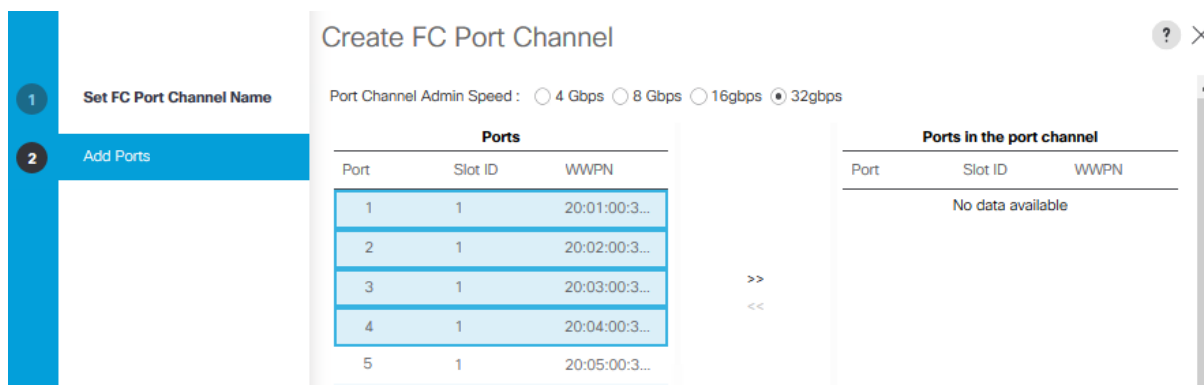 Create FC Port Channel
?
1 Set FC Port Channel Name
2 Add Ports
Port Channel Admin Speed : 4 Gbps 8 Gbps 16gbps 32gbps
Ports
Port Slot ID WWPN
1 1 20:01:00:3...
2 1 20:02:00:3...
3 1 20:03:00:3...
4 1 20:04:00:3...
5 1 20:05:00:3...
>>
<<
Ports in the port channel
Port Slot ID WWPN
No data available